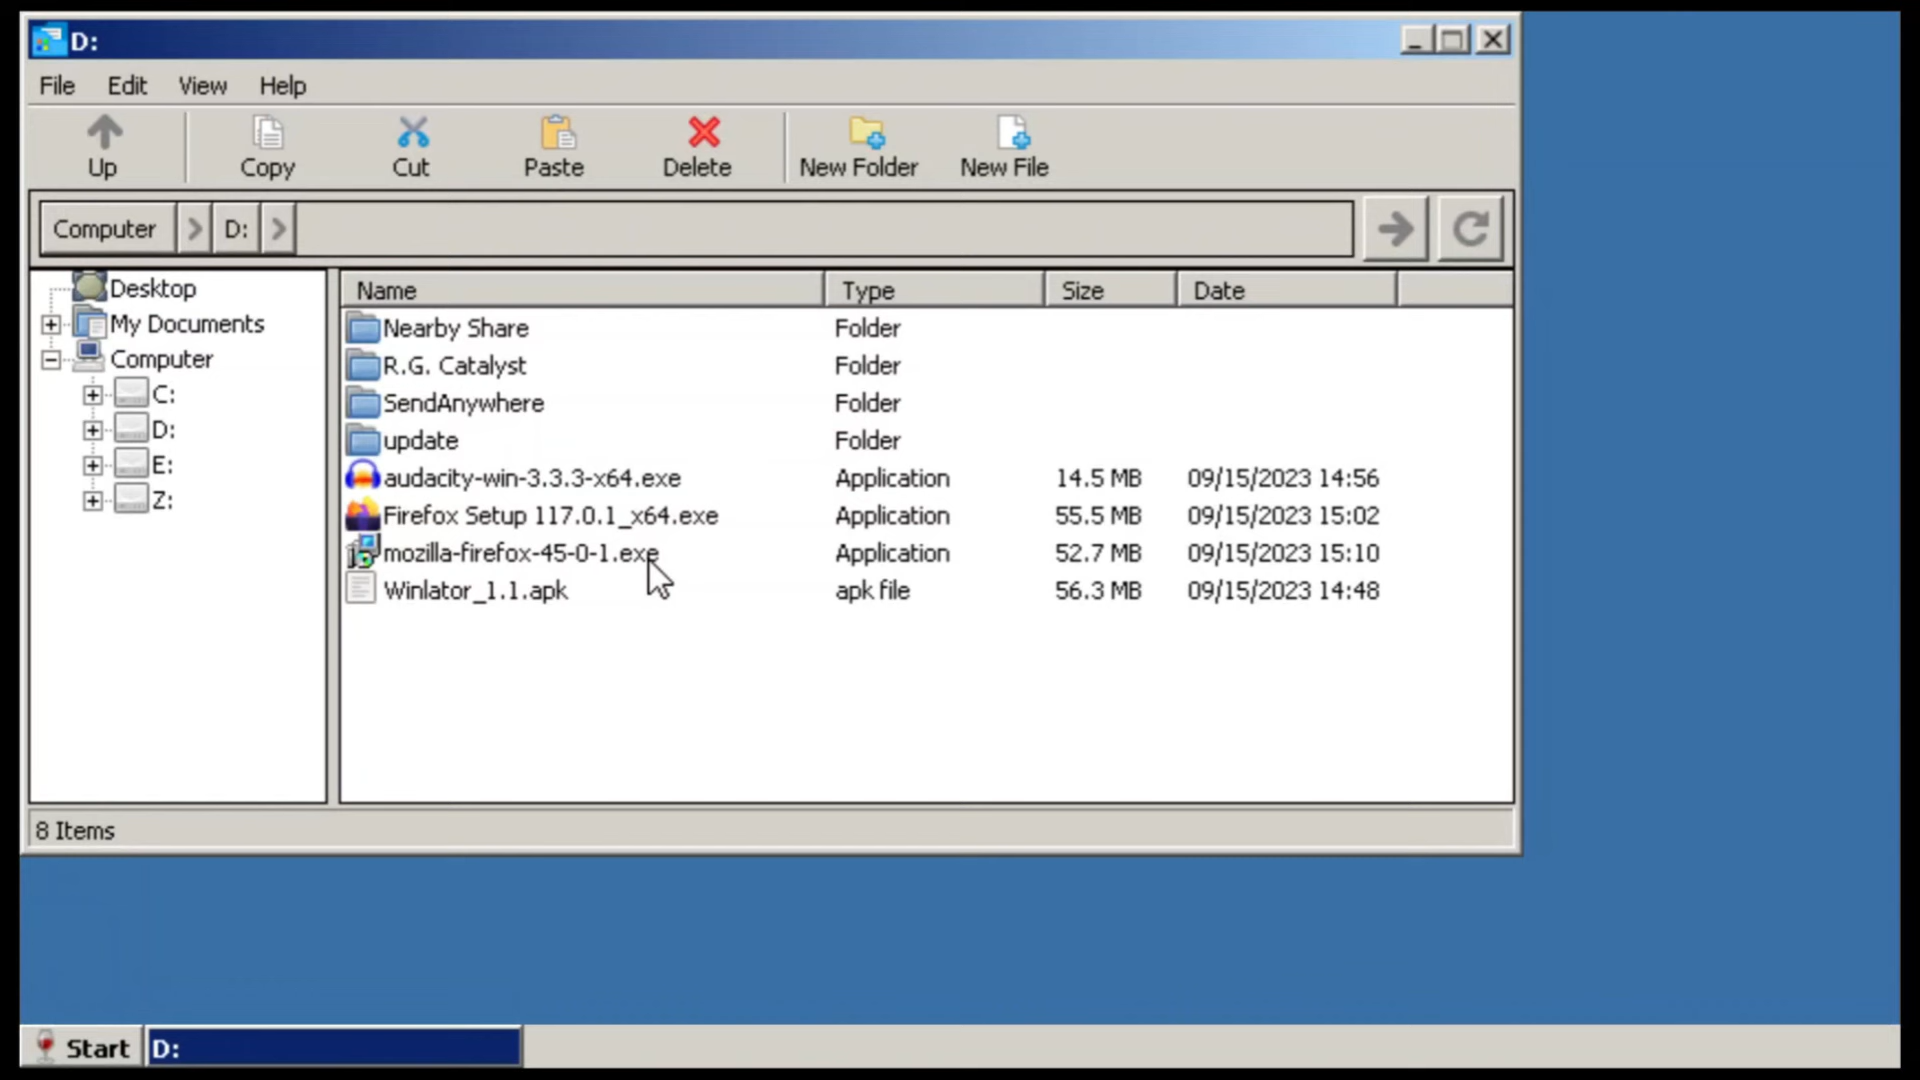 D:
File Edit View Help
Up Copy Cut Paste Delete New Folder New File
Computer > D: >
Desktop
My Documents
Computer
C:
D:
E:
Z:
Name Type Size Date
Nearby Share Folder
R.G. Catalyst Folder
SendAnywhere Folder
update Folder
audacity-win-3.3.3-x64.exe Application 14.5 MB 09/15/2023 14:56
Firefox Setup 117.0.1_x64.exe Application 55.5 MB 09/15/2023 15:02
mozilla-firefox-45-0-1.exe Application 52.7 MB 09/15/2023 15:10
Winlator_1.1.apk apk file 56.3 MB 09/15/2023 14:48
8 Items
Start D: